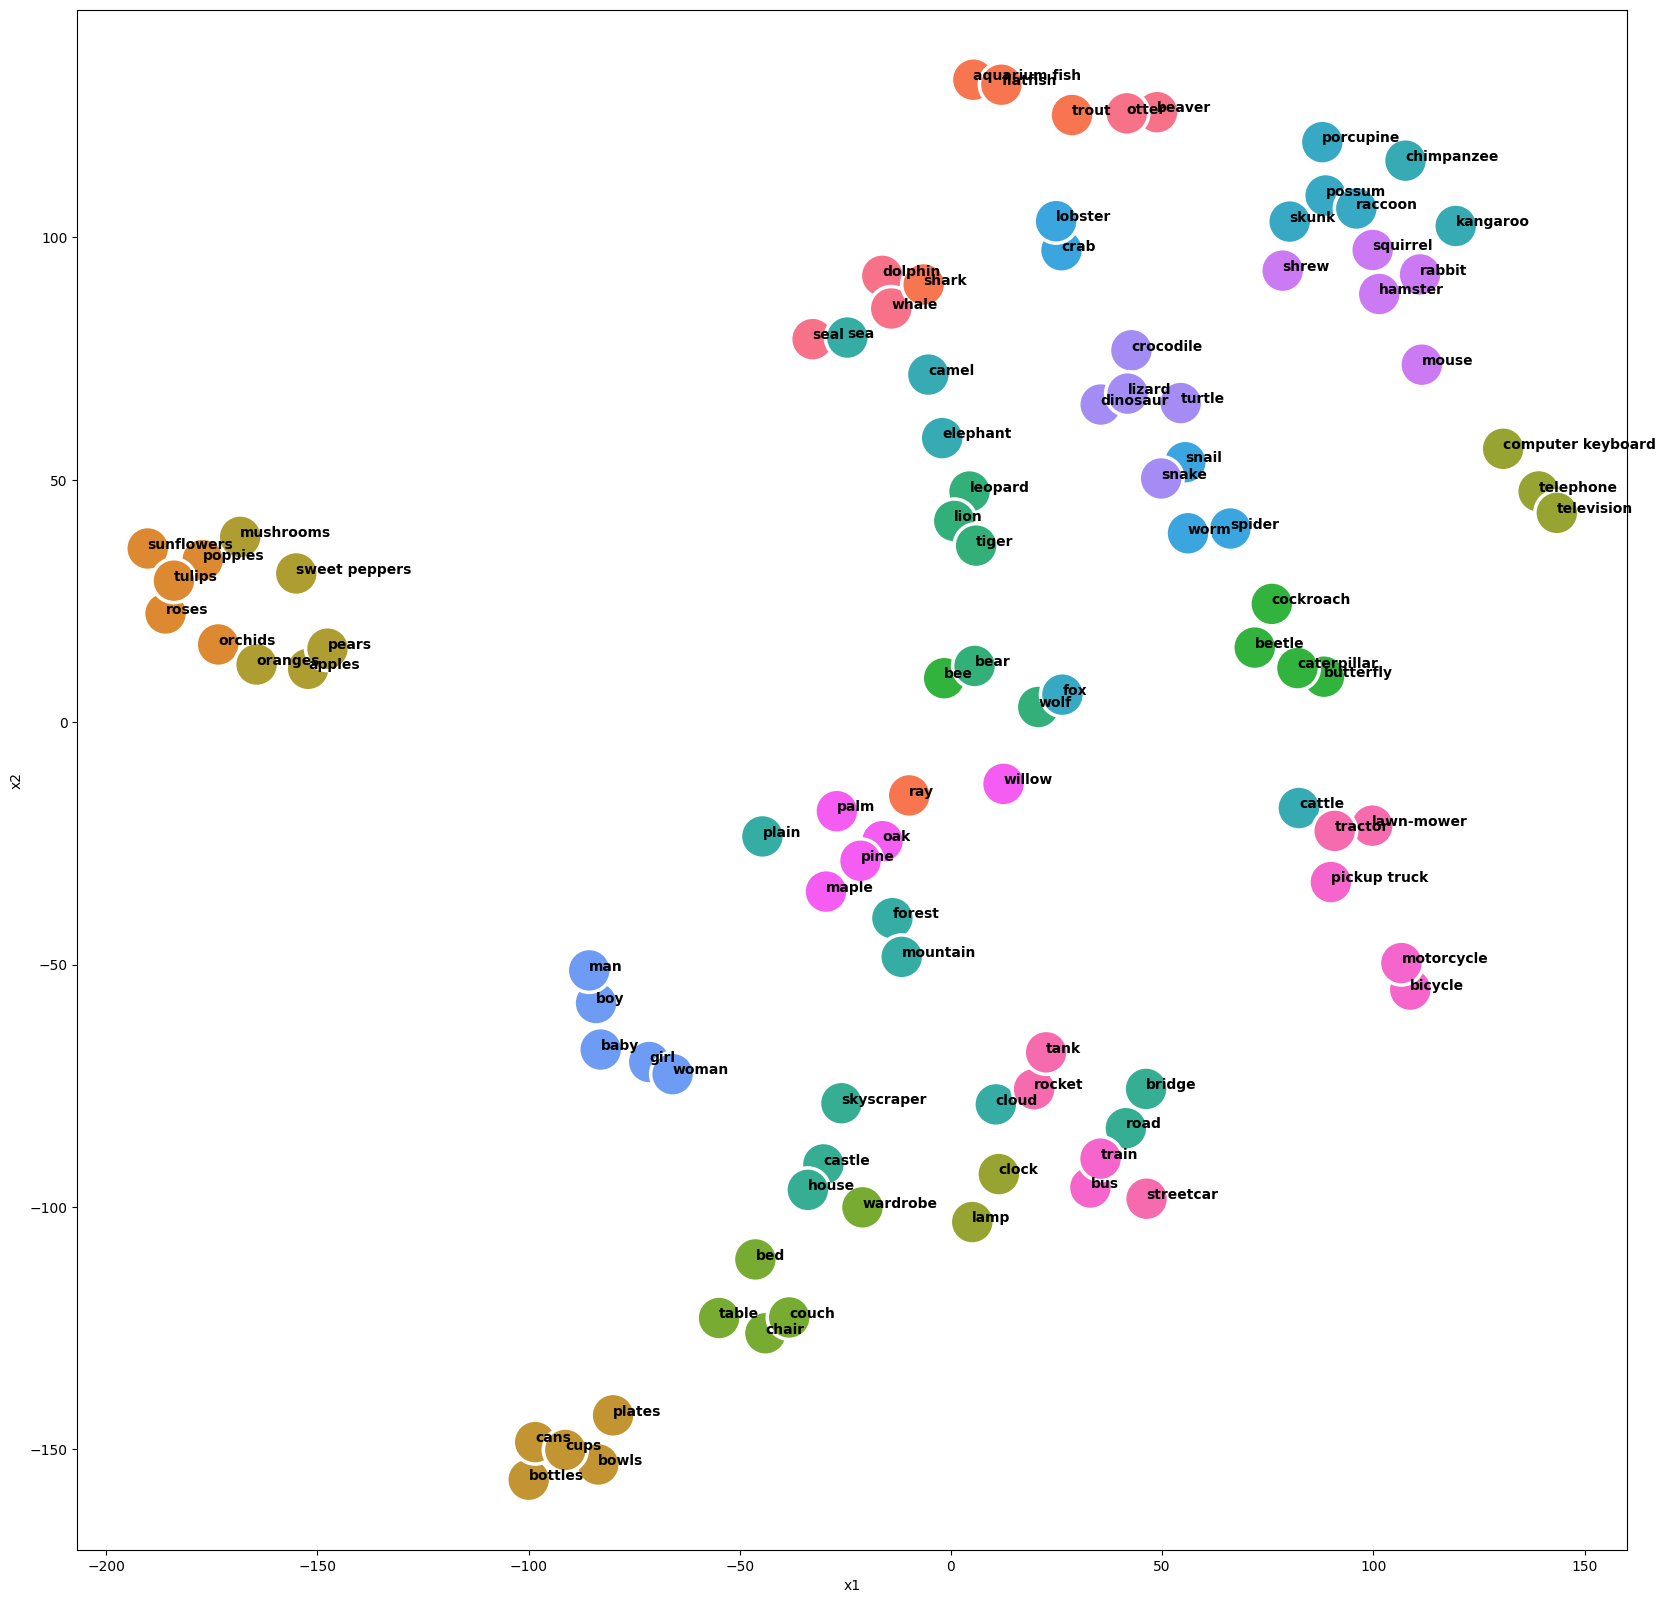 aquarium fish
flatfish
trout
otter
beaver
porcupine
chimpanzee
possum
raccoon
skunk
kangaroo
lobster
crab
squirrel
shrew
rabbit
hamster
dolphin
shark
whale
seal
sea
camel
crocodile
mouse
lizard
dinosaur
turtle
elephant
computer keyboard
snail
snake
leopard
telephone
television
lion
tiger
worm
spider
mushrooms
sunflowers
poppies
tulips
sweet peppers
roses
orchids
pears
oranges
apples
cockroach
beetle
caterpillar
butterfly
bee
bear
fox
wolf
willow
ray
palm
plain
oak
pine
maple
cattle
tractor
lawn-mower
pickup truck
forest
mountain
man
boy
motorcycle
bicycle
baby
girl
woman
tank
rocket
bridge
skyscraper
cloud
road
train
castle
house
clock
bus
streetcar
wardrobe
lamp
bed
table
couch
chair
plates
cans
cups
bowls
bottles
100
50
0
−50
−100
−150
x2
−200
−150
−100
−50
0
50
100
150
x1